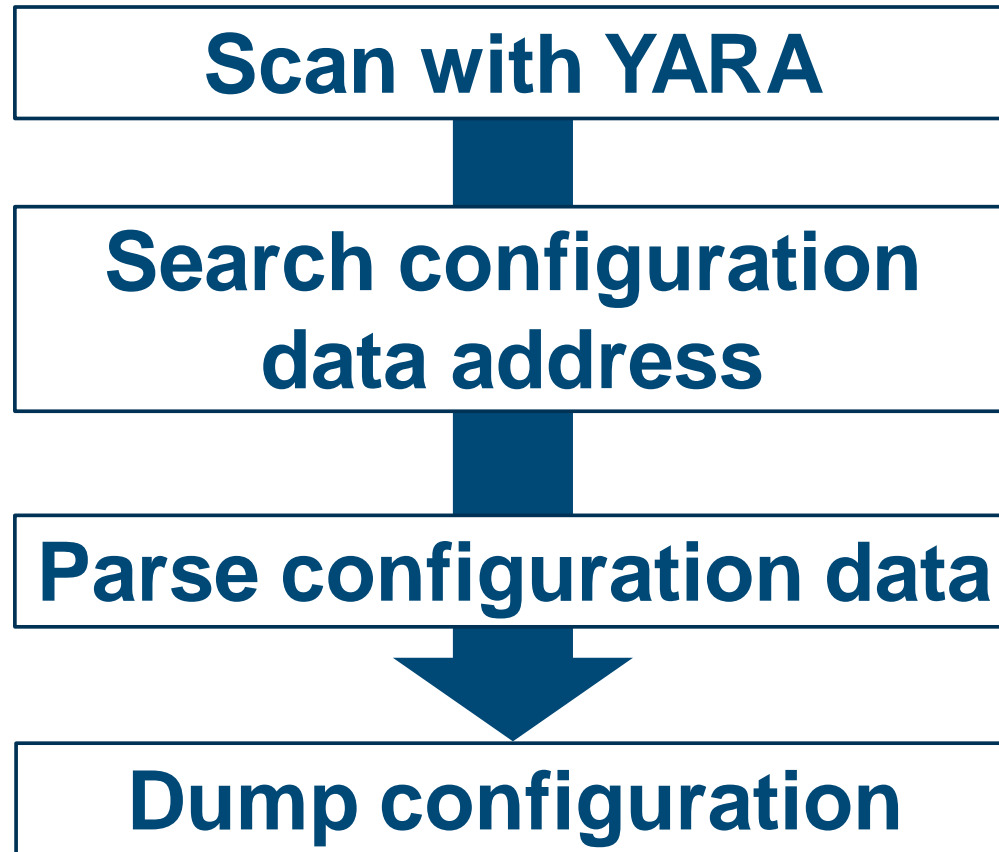 Scan with YARA
Search configuration
data address
Parse configuration data
Dump configuration